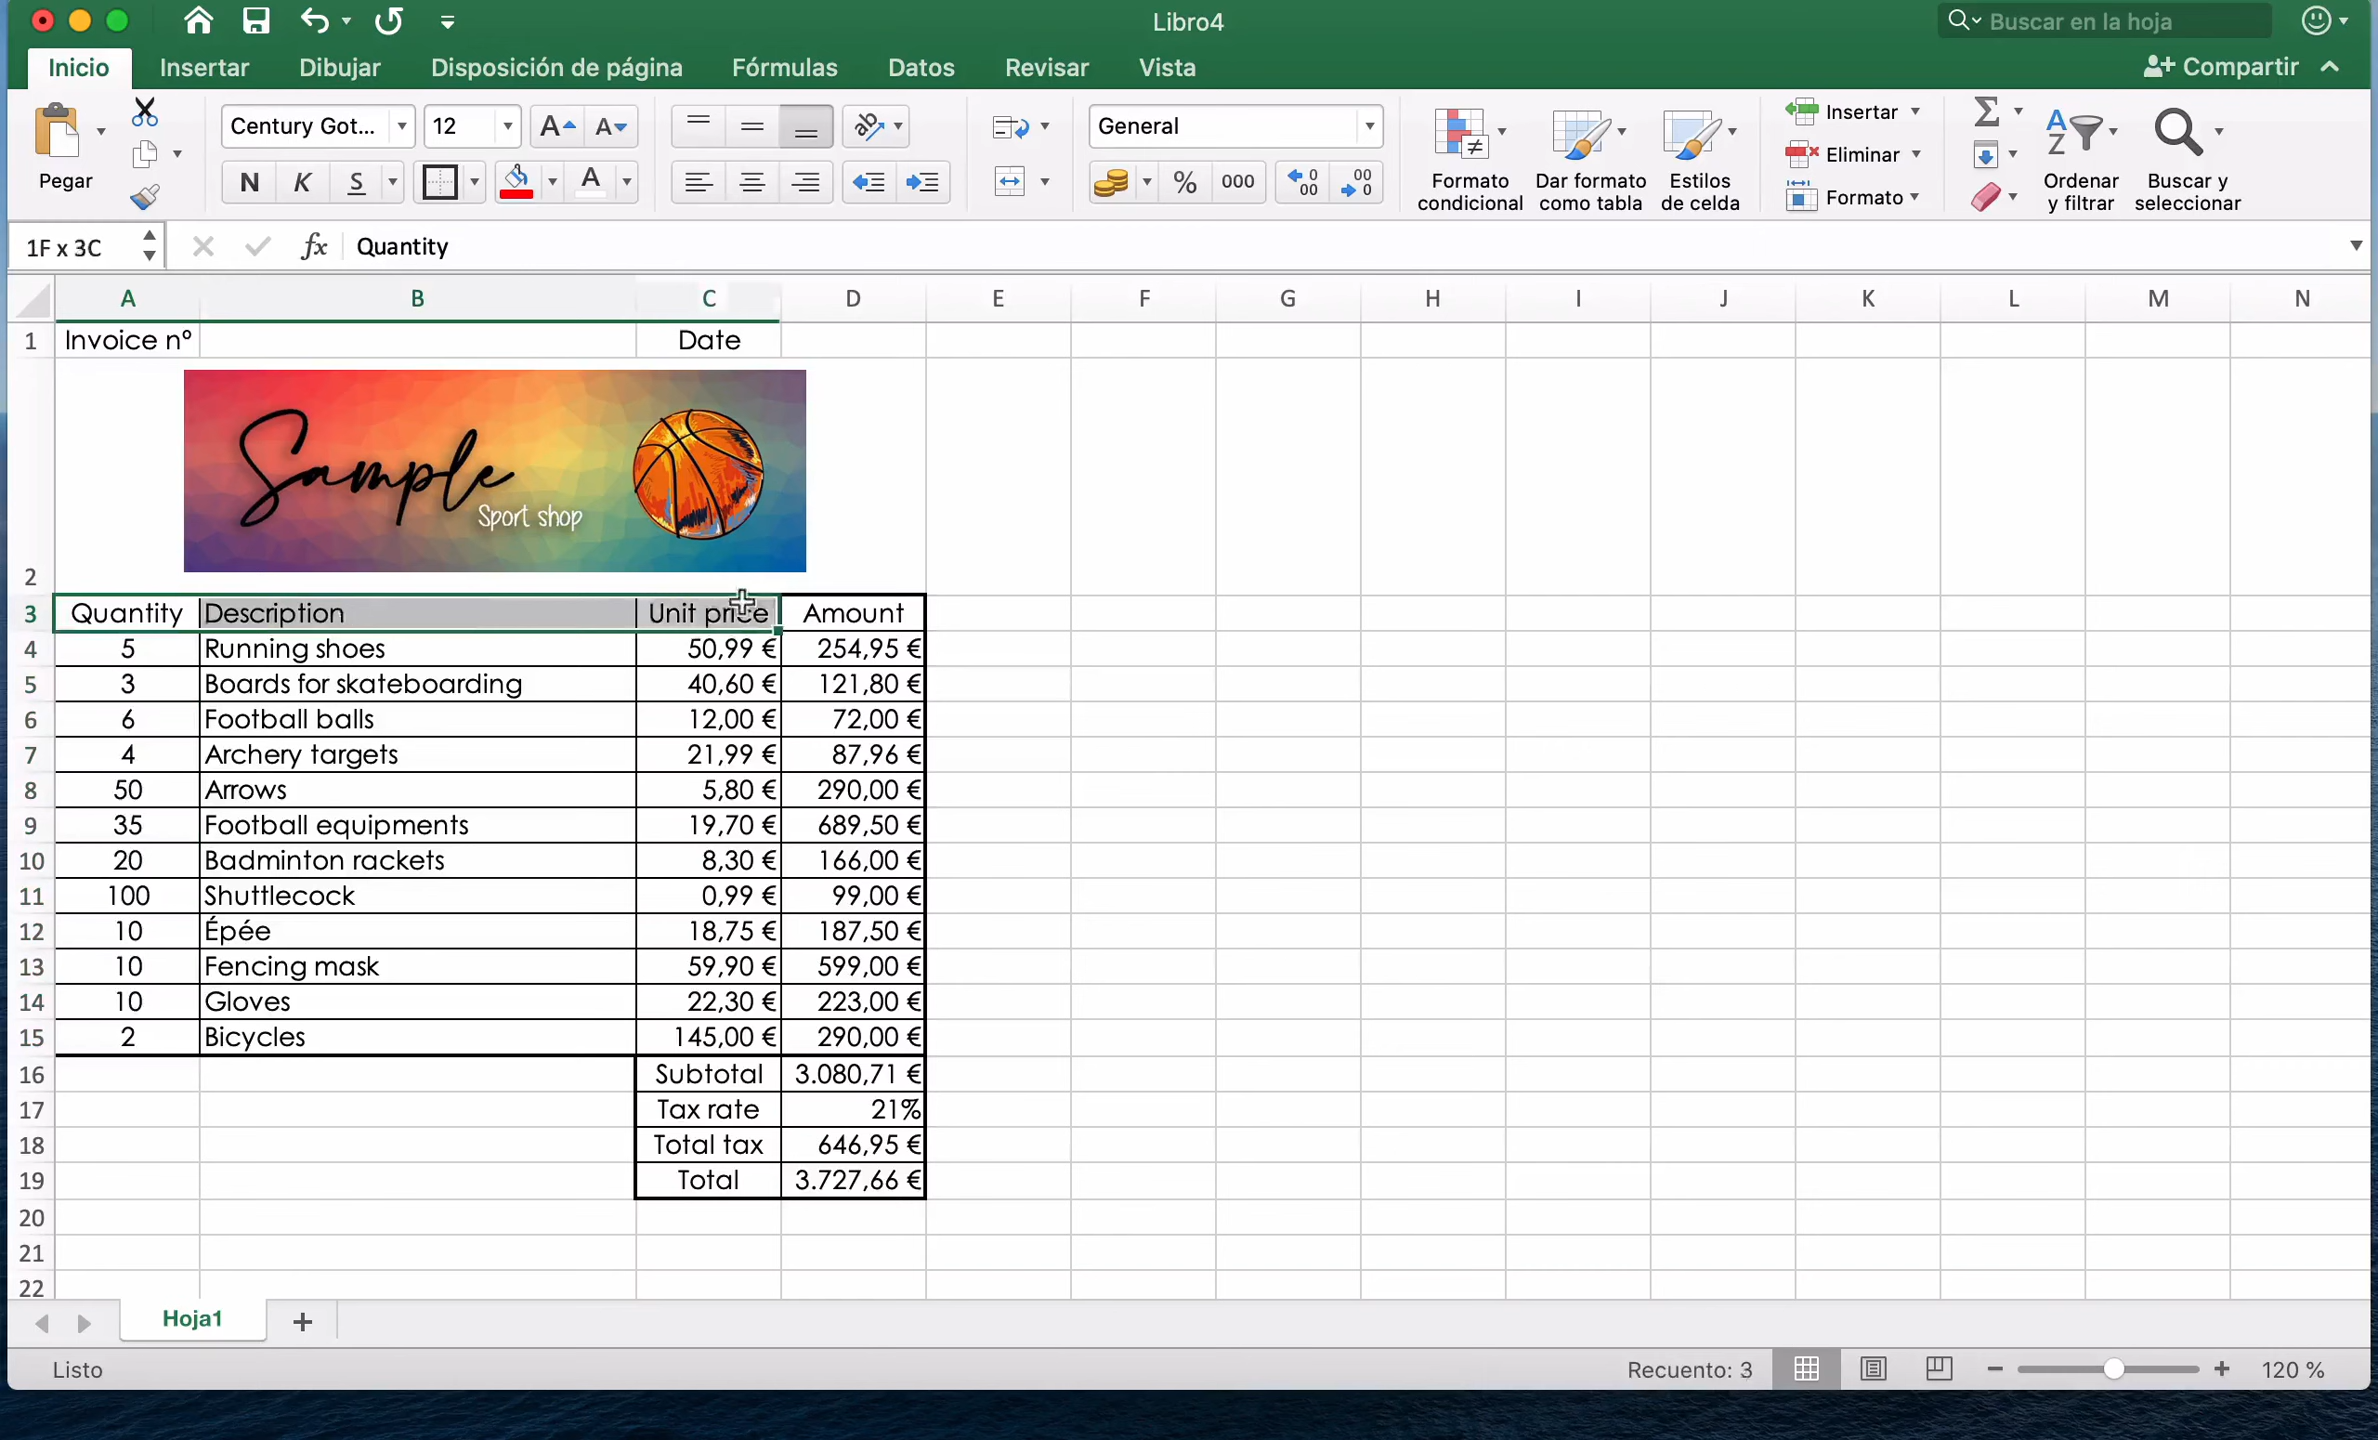 Libro4
Buscar en la hoja
Inicio Insertar Dibujar Disposición de página Fórmulas Datos Revisar Vista Compartir
Pegar
Century Got... 12 A A
N K S A
ab
General
% 000 0 00 00 0
Formato condicional
Dar formato como tabla
Estilos de celda
Insertar
Eliminar
Formato
Σ
A Z
Ordenar y filtrar
Buscar y seleccionar
1F x 3C fx Quantity
A B C D E F G H I J K L M N
1 Invoice nº Date
Sample
Sport shop
2
3 Quantity Description Unit price Amount
4 5 Running shoes 50,99 € 254,95 €
5 3 Boards for skateboarding 40,60 € 121,80 €
6 6 Football balls 12,00 € 72,00 €
7 4 Archery targets 21,99 € 87,96 €
8 50 Arrows 5,80 € 290,00 €
9 35 Football equipments 19,70 € 689,50 €
10 20 Badminton rackets 8,30 € 166,00 €
11 100 Shuttlecock 0,99 € 99,00 €
12 10 Épée 18,75 € 187,50 €
13 10 Fencing mask 59,90 € 599,00 €
14 10 Gloves 22,30 € 223,00 €
15 2 Bicycles 145,00 € 290,00 €
16 Subtotal 3.080,71 €
17 Tax rate 21%
18 Total tax 646,95 €
19 Total 3.727,66 €
20
21
22
Hoja1 +
Listo Recuento: 3 120 %